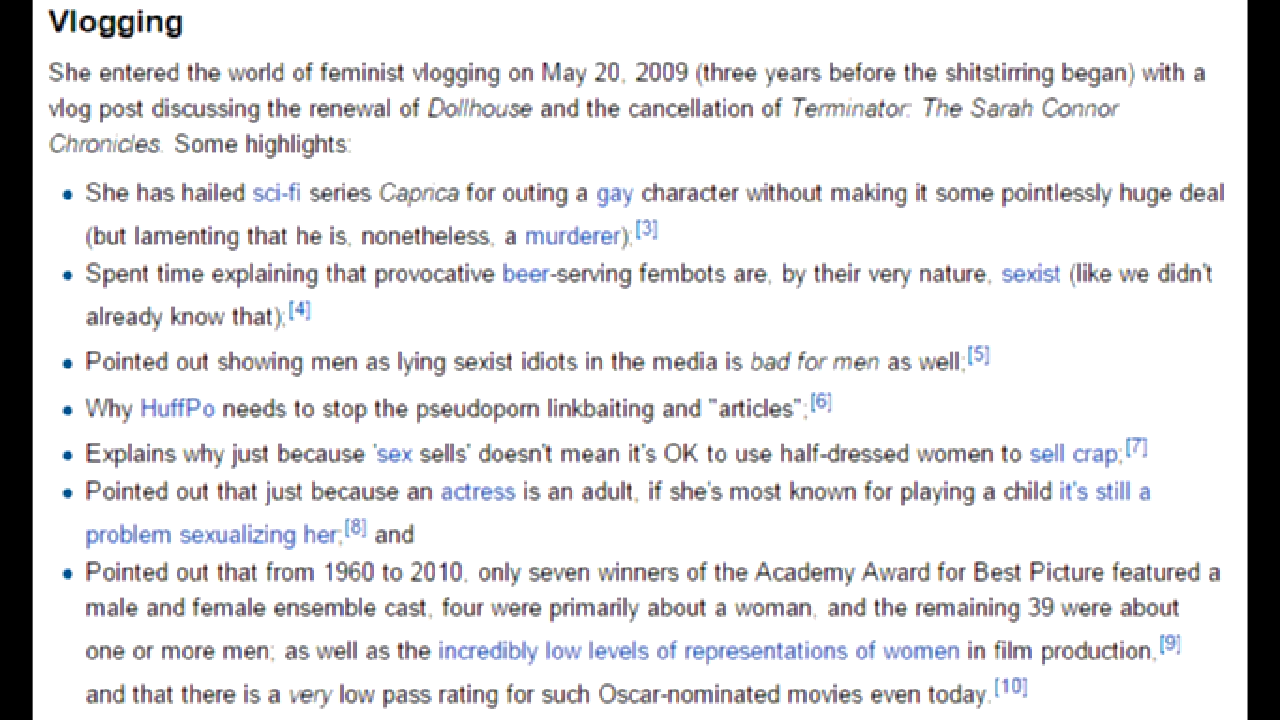 Vlogging
She entered the world of feminist vlogging on May 20, 2009 (three years before the shitstirring began) with a
vlog post discussing the renewal of Dollhouse and the cancellation of Terminator: The Sarah Connor
Chronicles. Some highlights:
• She has hailed sci-fi series Caprica for outing a gay character without making it some pointlessly huge deal
(but lamenting that he is, nonetheless, a murderer);[3]
• Spent time explaining that provocative beer-serving fembots are, by their very nature, sexist (like we didn't
already know that);[4]
• Pointed out showing men as lying sexist idiots in the media is bad for men as well;[5]
• Why HuffPo needs to stop the pseudoporn linkbaiting and "articles";[6]
• Explains why just because 'sex sells' doesn't mean it's OK to use half-dressed women to sell crap;[7]
• Pointed out that just because an actress is an adult, if she's most known for playing a child it's still a
problem sexualizing her;[8] and
• Pointed out that from 1960 to 2010, only seven winners of the Academy Award for Best Picture featured a
male and female ensemble cast, four were primarily about a woman, and the remaining 39 were about
one or more men; as well as the incredibly low levels of representations of women in film production,[9]
and that there is a very low pass rating for such Oscar-nominated movies even today.[10]